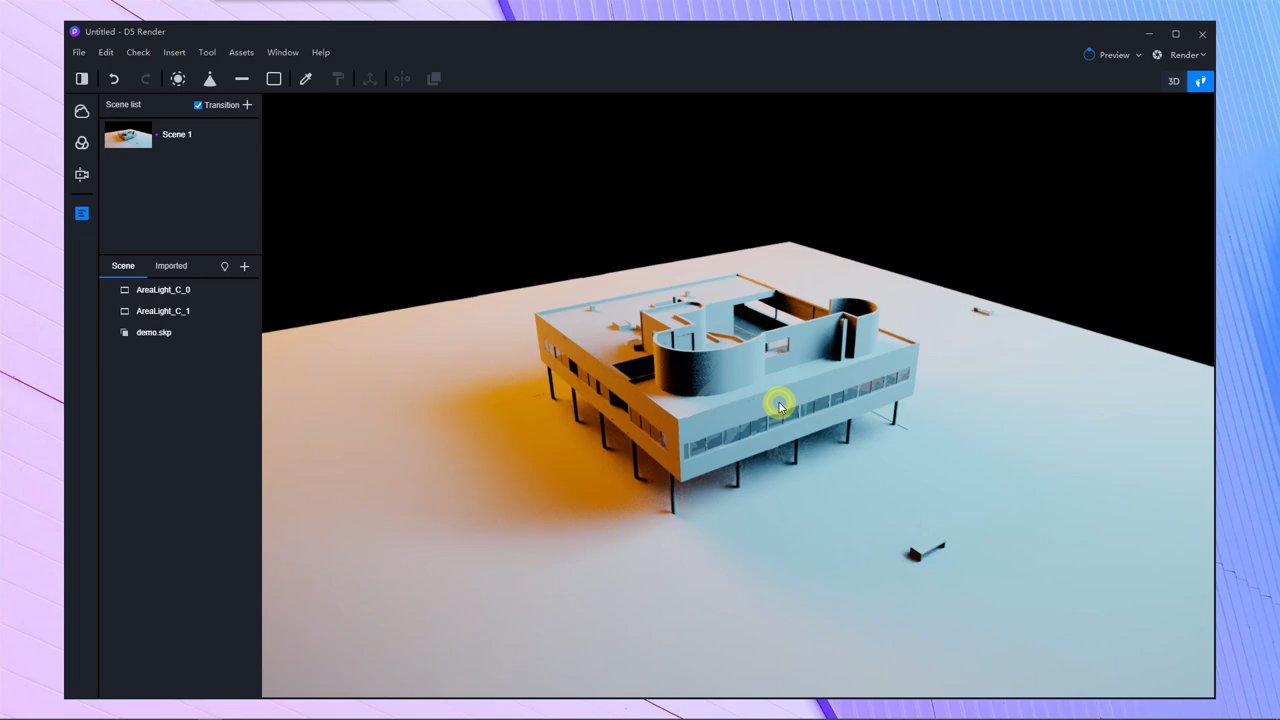 Untitled - D5 Render
File Edit Check Insert Tool Assets Window Help
Preview Render
3D
Scene list Transition
Scene 1
Scene Imported
AreaLight_C_0
AreaLight_C_1
demo.skp